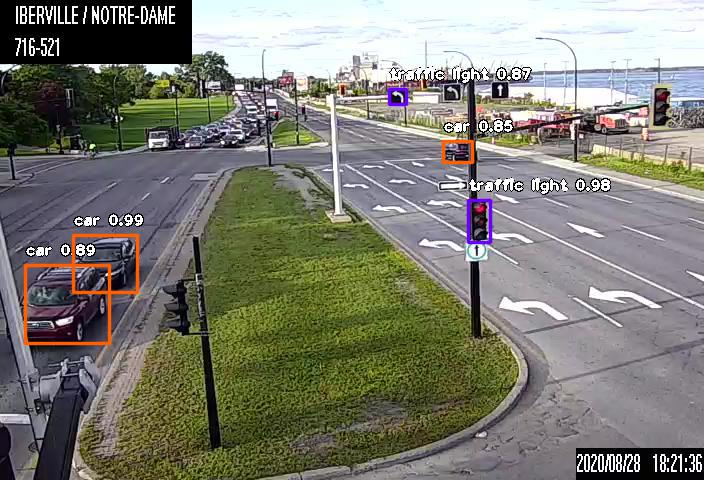 IBERVILLE / NOTRE-DAME
716-521
traffic light 0.87
car 0.85
traffic light 0.98
car 0.99
car 0.89
2020/08/28 18:21:36